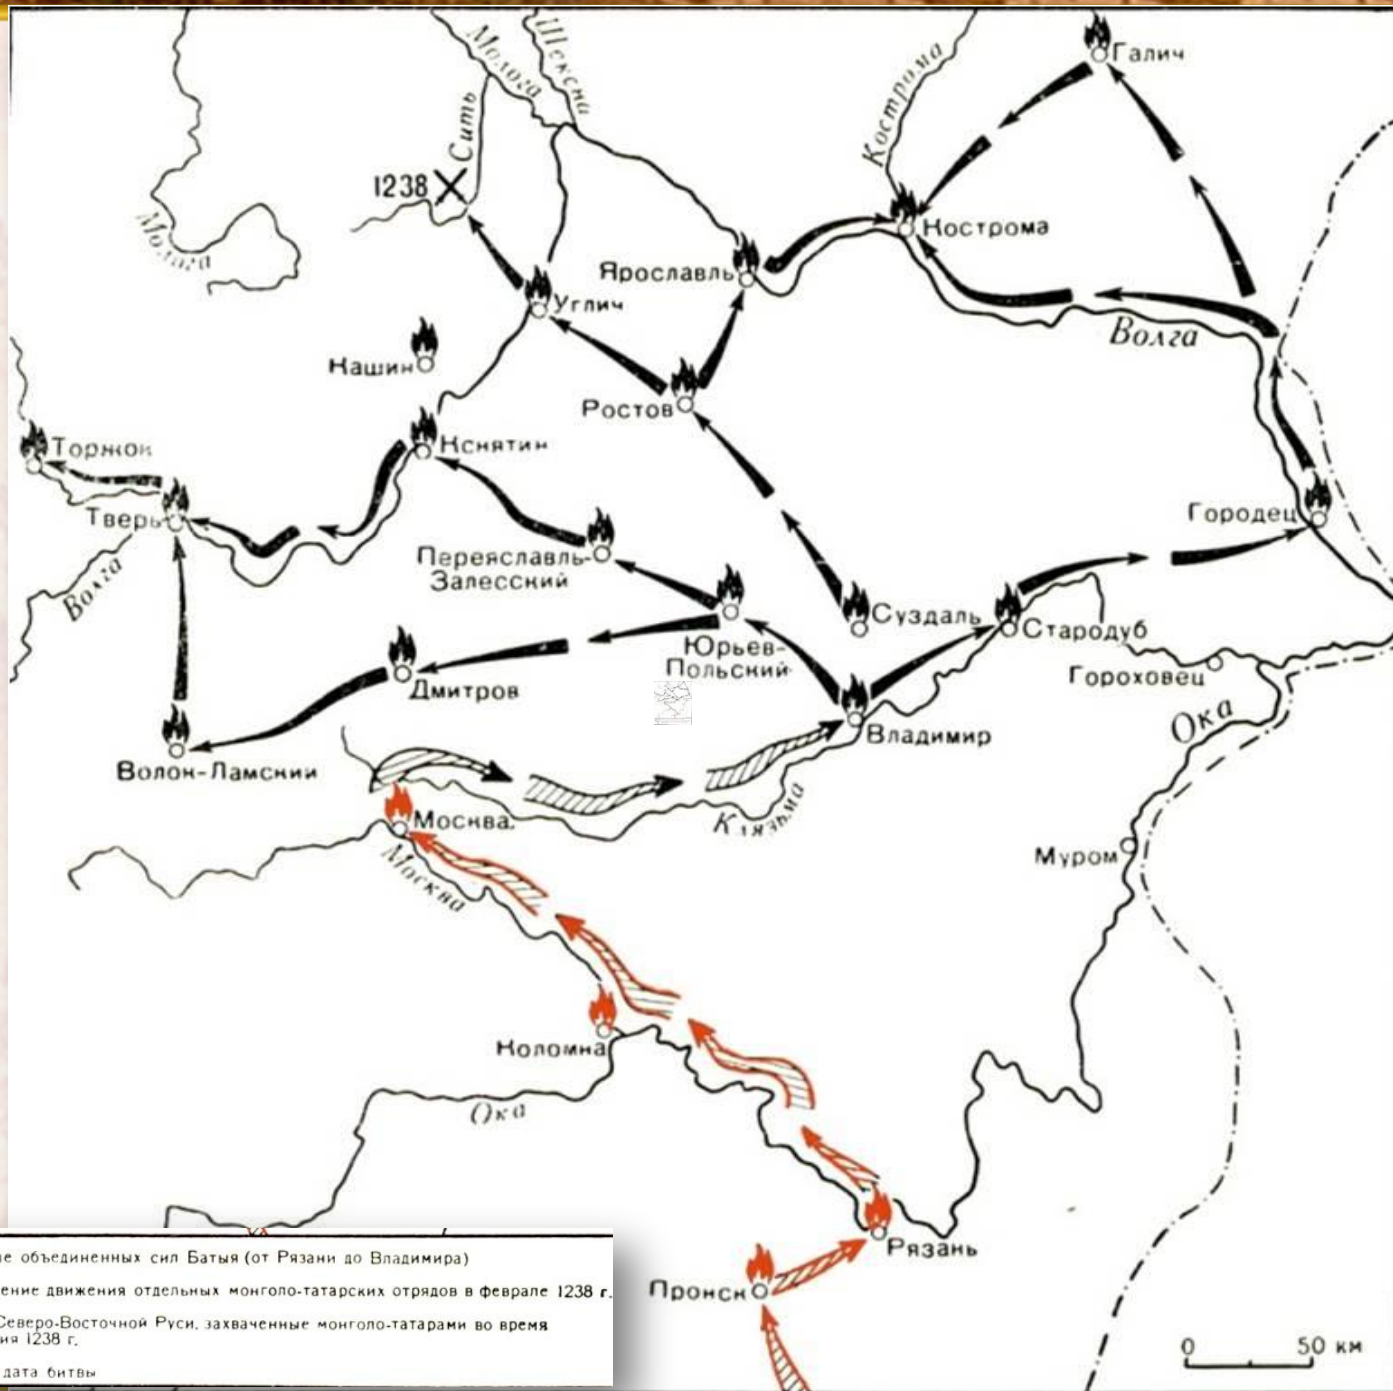 Молога
Шексна
Кострома
Галич
Сить
1238
Молога
Кострома
Ярославль
Углич
Волга
Кашин
Ростов
Торжок
Кснятин
Тверь
Городец
Переяславль-
Залесский
Волга
Суздаль
Стародуб
Юрьев-
Польский
Гороховец
Дмитров
Ока
Владимир
Волок-Ламский
Клязьма
Москва
Москва
Муром
Коломна
Ока
Рязань
Пронск
0 50 км
е объединенных сил Батыя (от Рязани до Владимира)
ение движения отдельных монголо-татарских отрядов в феврале 1238 г.
Северо-Восточной Руси, захваченные монголо-татарами во время
ия 1238 г.
дата битвы